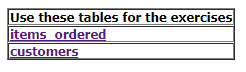 Use these tables for the exercises
items_ordered
customers